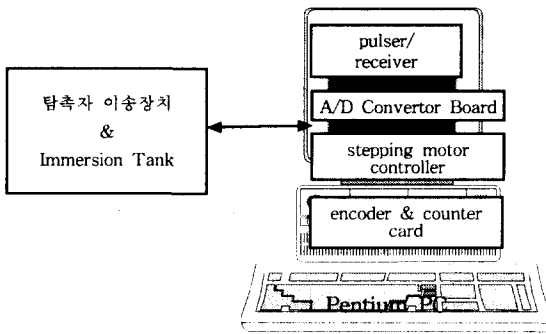 탐촉자 이송장치
&
Immersion Tank
pulser/
receiver
A/D Convertor Board
stepping motor
controller
encoder & counter
card
Pentium PC